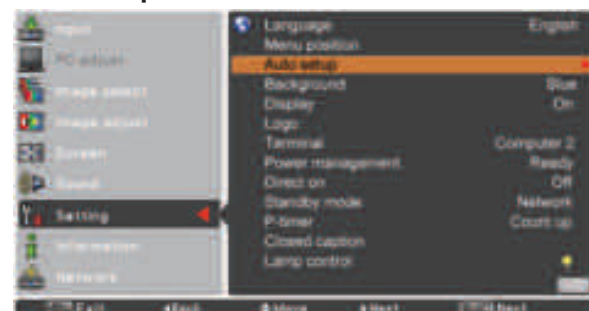 Input
PC adjust
Image select
Image adjust
Screen
Sound
Setting
Information
Network
Language English
Menu position
Auto setup
Background Blue
Display On
Logo
Terminal Computer 2
Power management Ready
Direct on Off
Standby mode Network
P-timer Count up
Closed caption
Lamp control
Exit Back Move Next Next